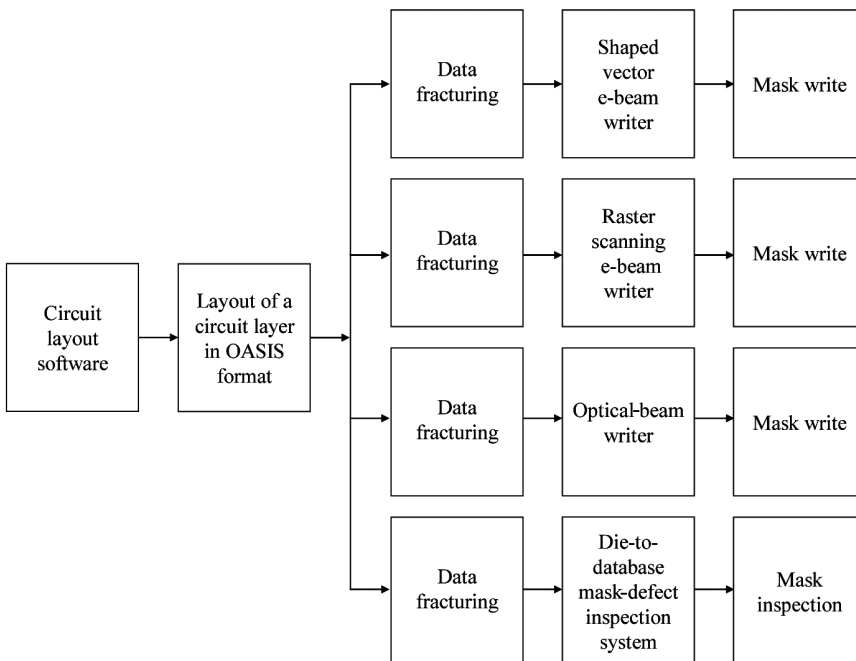 Circuit
layout
software
Layout of a
circuit layer
in OASIS
format
Data
fracturing
Shaped
vector
e-beam
writer
Mask write
Data
fracturing
Raster
scanning
e-beam
writer
Mask write
Data
fracturing
Optical-beam
writer
Mask write
Data
fracturing
Die-to-
database
mask-defect
inspection
system
Mask
inspection